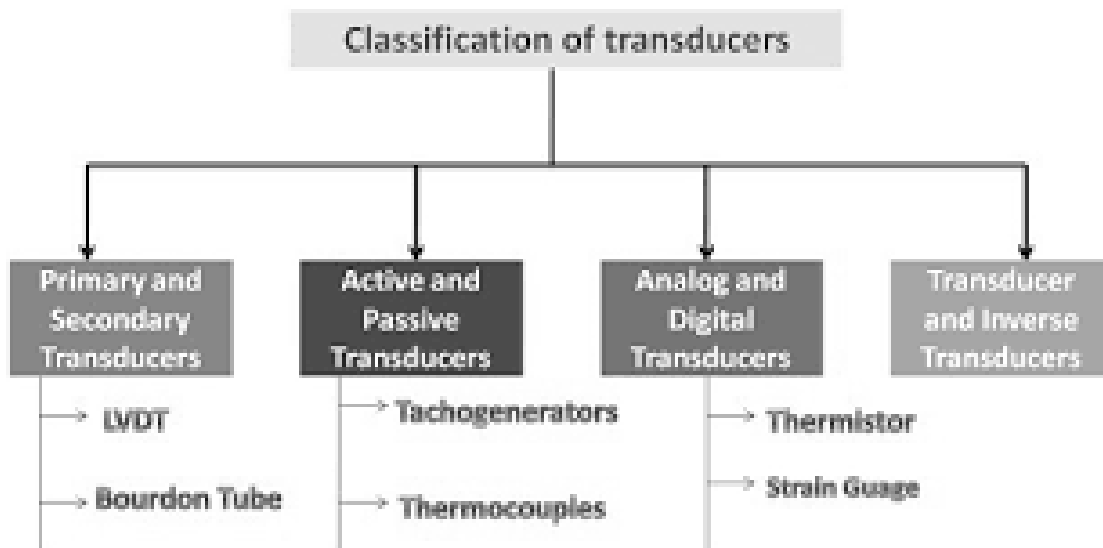 Classification of transducers
Primary and
Secondary
Transducers
LVDT
Bourdon Tube
Active and
Passive
Transducers
Tachogenerators
Thermocouples
Analog and
Digital
Transducers
Thermistor
Strain Guage
Transducer
and Inverse
Transducers